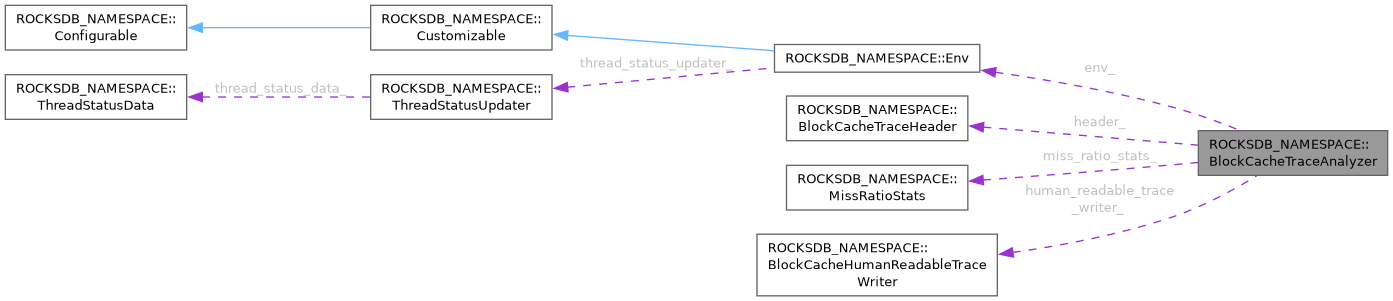 ROCKSDB_NAMESPACE::
Configurable
ROCKSDB_NAMESPACE::
Customizable
ROCKSDB_NAMESPACE::Env
thread_status_updater_
env_
ROCKSDB_NAMESPACE::
ThreadStatusData
thread_status_data_
ROCKSDB_NAMESPACE::
ThreadStatusUpdater
ROCKSDB_NAMESPACE::
BlockCacheTraceHeader
header_
ROCKSDB_NAMESPACE::
BlockCacheTraceAnalyzer
miss_ratio_stats_
ROCKSDB_NAMESPACE::
MissRatioStats
human_readable_trace
_writer_
ROCKSDB_NAMESPACE::
BlockCacheHumanReadableTrace
Writer